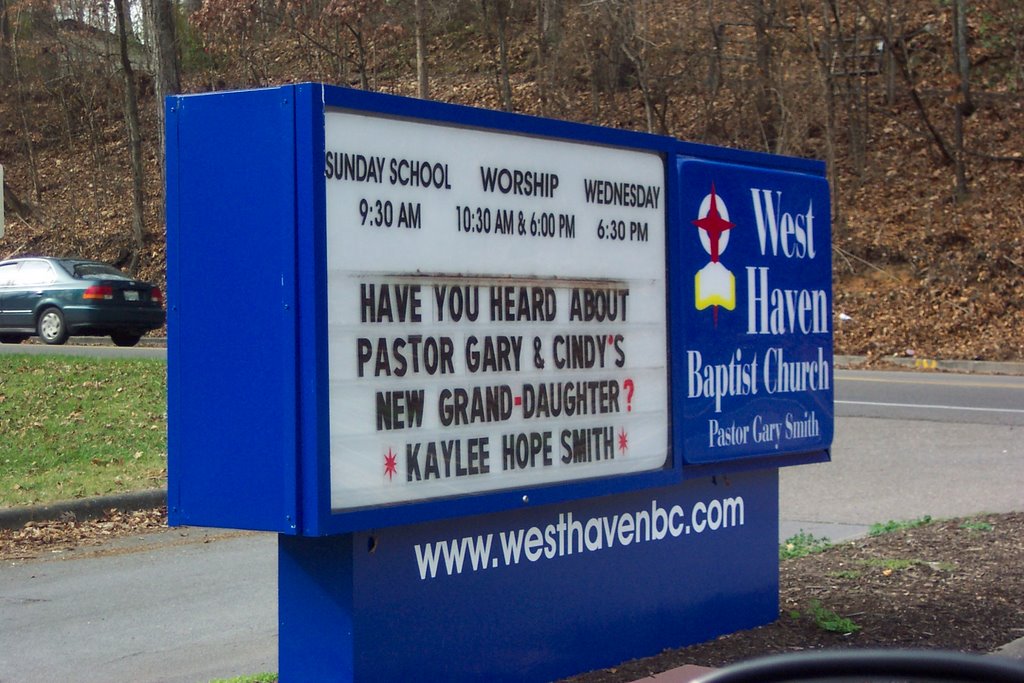 SUNDAY SCHOOL
9:30 AM
WORSHIP
10:30 AM & 6:00 PM
WEDNESDAY
6:30 PM
HAVE YOU HEARD ABOUT
PASTOR GARY & CINDY'S
NEW GRAND-DAUGHTER?
* KAYLEE HOPE SMITH *
West
Haven
Baptist Church
Pastor Gary Smith
www.westhavenbc.com